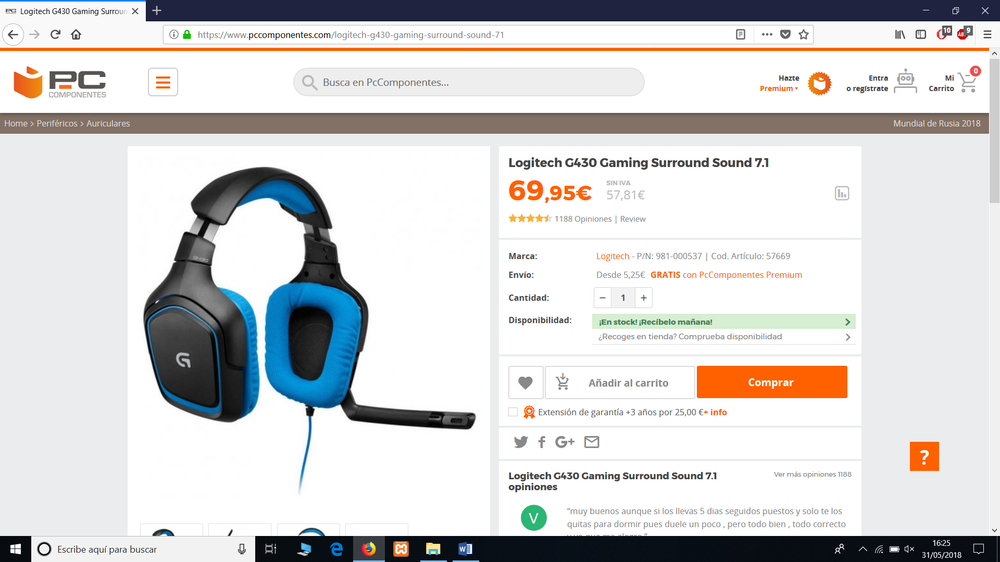 Logitech G430 Gaming Surroun
https://www.pccomponentes.com/logitech-g430-gaming-surround-sound-71
10
ABP 9
PC
COMPONENTES
Busca en PcComponentes...
Hazte
Premium
Entra
o regístrate
Mi
Carrito
0
Home > Periféricos > Auriculares
Mundial de Rusia 2018
Logitech G430 Gaming Surround Sound 7.1
69,95€
SIN IVA
57,81€
1188 Opiniones | Review
Marca:
Logitech - P/N: 981-000537 | Cod. Artículo: 57669
Envío:
Desde 5,25€ GRATIS con PcComponentes Premium
Cantidad:
− 1 +
Disponibilidad:
¡En stock! ¡Recíbelo mañana!
¿Recoges en tienda? Comprueba disponibilidad
Añadir al carrito
Comprar
Extensión de garantía +3 años por 25,00 €+ info
G+
?
Logitech G430 Gaming Surround Sound 7.1
opiniones
Ver más opiniones 1188
V
“muy buenos aunque si los llevas 5 dias seguidos puestos y solo te los
quitas para dormir pues duele un poco , pero todo bien , todo correcto
y yo que me alegro.”
L
G
Escribe aquí para buscar
16:25
31/05/2018